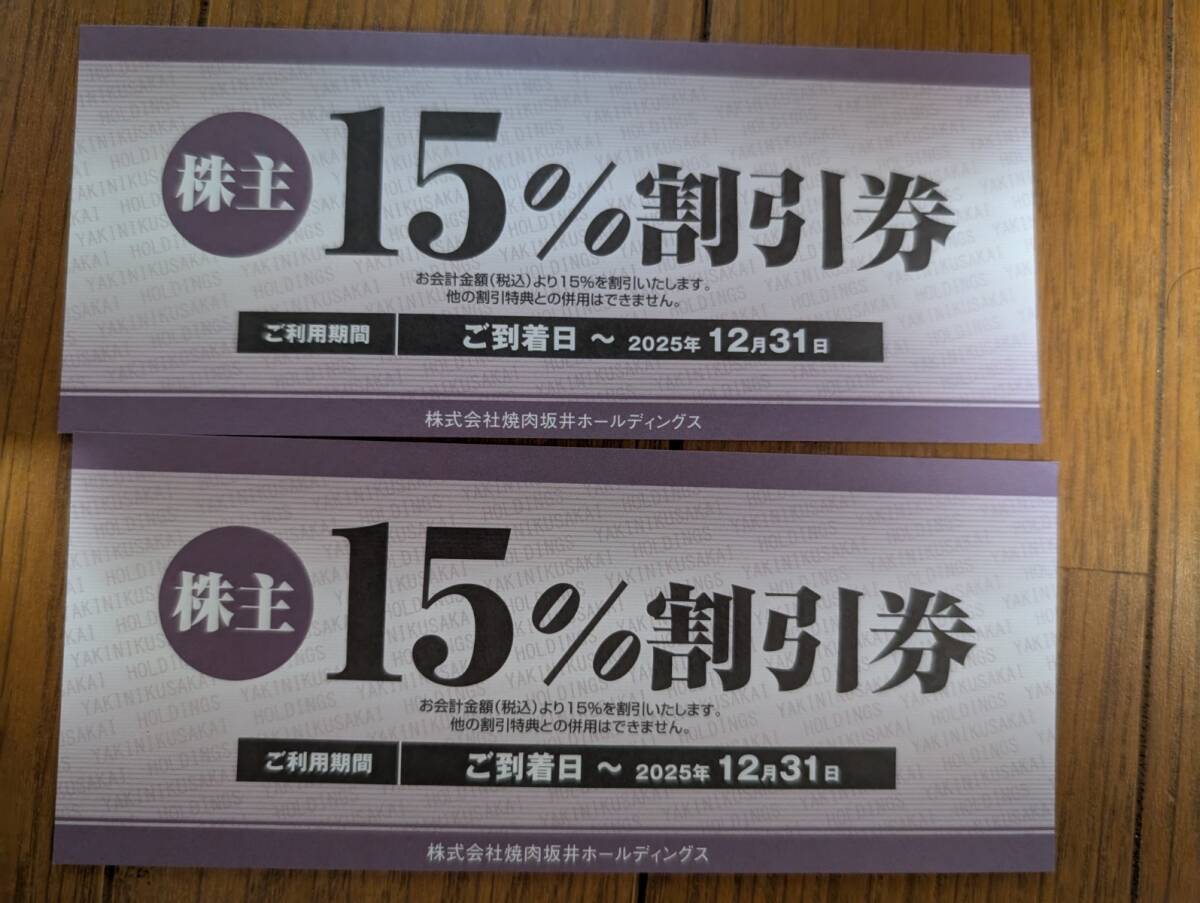 株主 15%割引券
お会計金額(税込)より15%を割引いたします。
他の割引特典との併用はできません。
ご利用期間 ご到着日 〜 2025年 12月31日
株式会社焼肉坂井ホールディングス
株主 15%割引券
お会計金額(税込)より15%を割引いたします。
他の割引特典との併用はできません。
ご利用期間 ご到着日 〜 2025年 12月31日
株式会社焼肉坂井ホールディングス
YAKINIKUSAKAI HOLDINGS